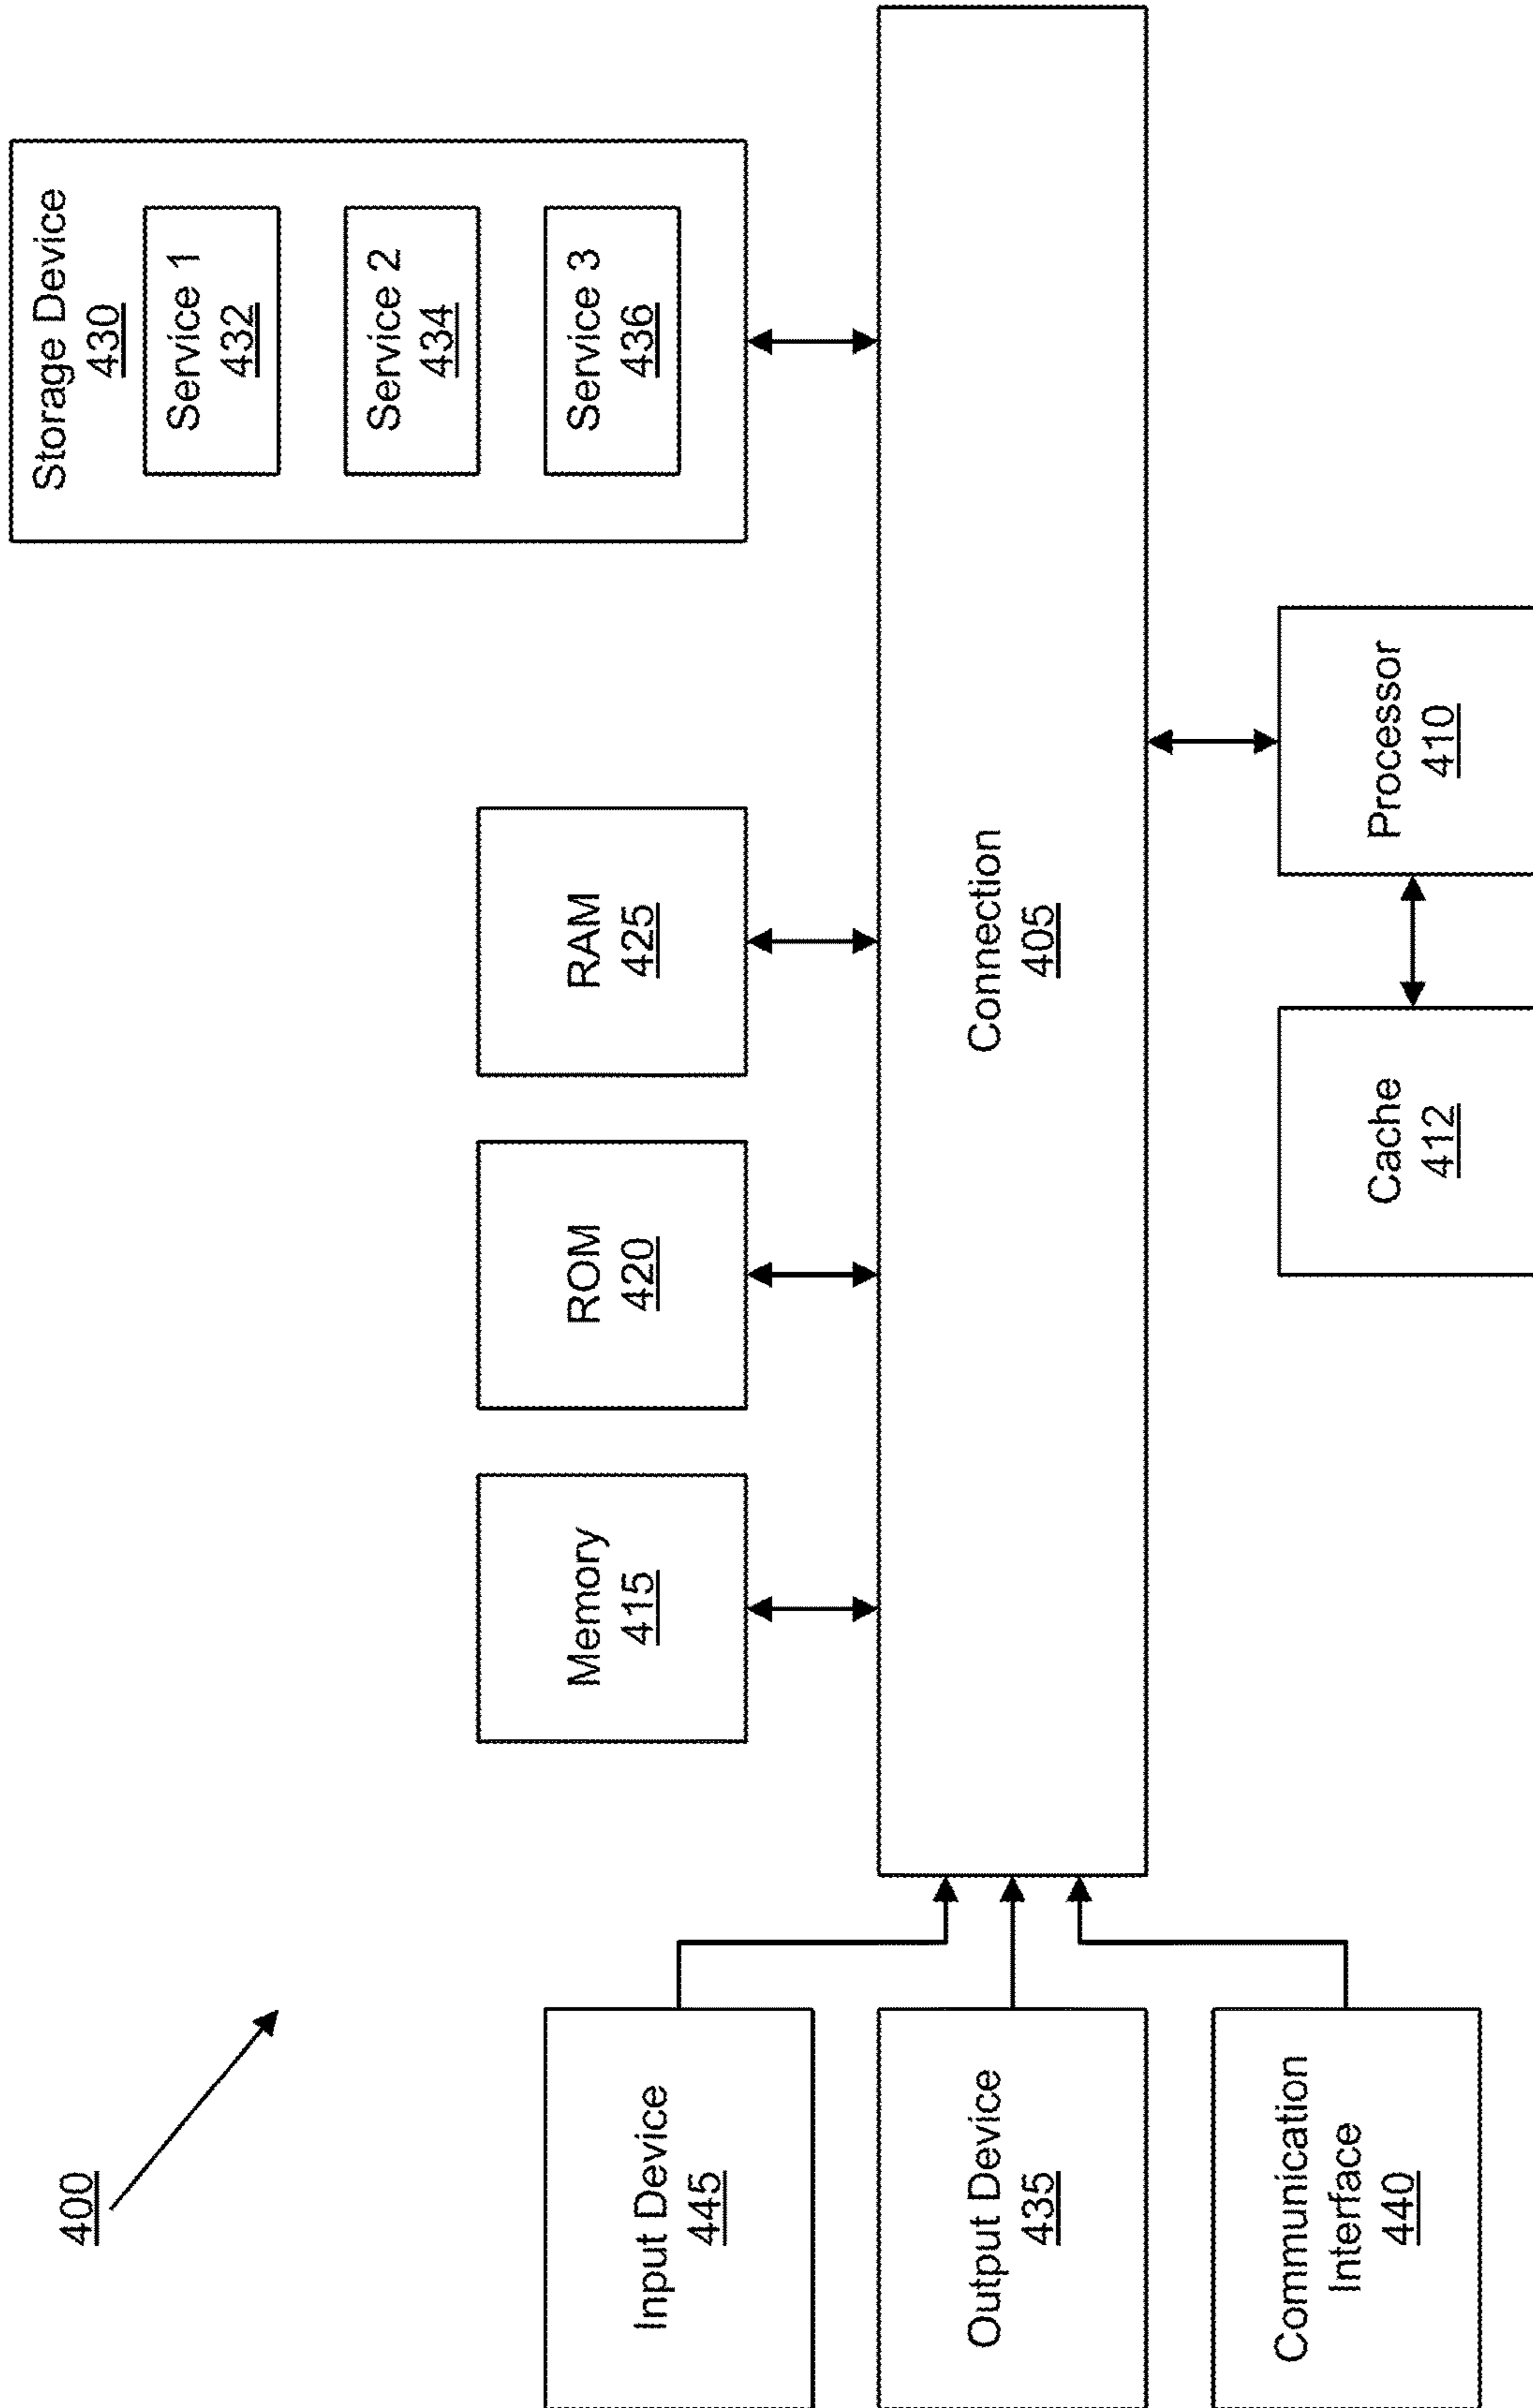 400
Storage Device
430
Service 1
432
Service 2
434
Service 3
436
Memory
415
ROM
420
RAM
425
Input Device
445
Output Device
435
Communication
Interface
440
Connection
405
Cache
412
Processor
410